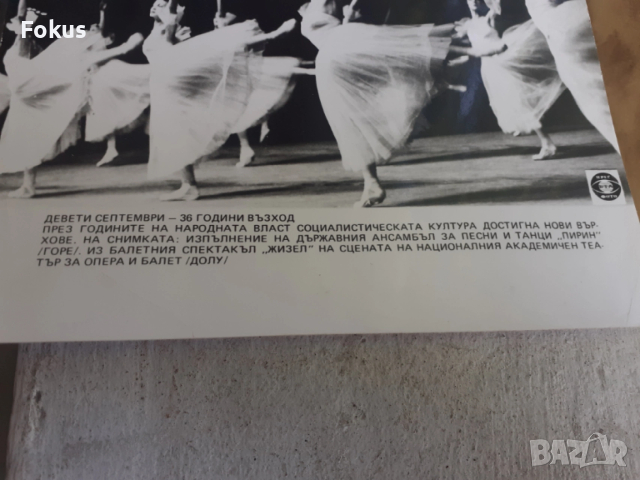 Fokus
ДЕВЕТИ СЕПТЕМВРИ — 36 ГОДИНИ ВЪЗХОД
ПРЕЗ ГОДИНИТЕ НА НАРОДНАТА ВЛАСТ СОЦИАЛИСТИЧЕСКАТА КУЛТУРА ДОСТИГНА НОВИ ВЪР-
ХОВЕ. НА СНИМКАТА: ИЗПЪЛНЕНИЕ НА ДЪРЖАВНИЯ АНСАМБЪЛ ЗА ПЕСНИ И ТАНЦИ „ПИРИН"
/ГОРЕ/. ИЗ БАЛЕТНИЯ СПЕКТАКЪЛ „ЖИЗЕЛ" НА СЦЕНАТА НА НАЦИОНАЛНИЯ АКАДЕМИЧЕН ТЕА-
ТЪР ЗА ОПЕРА И БАЛЕТ /ДОЛУ/
BAZAR